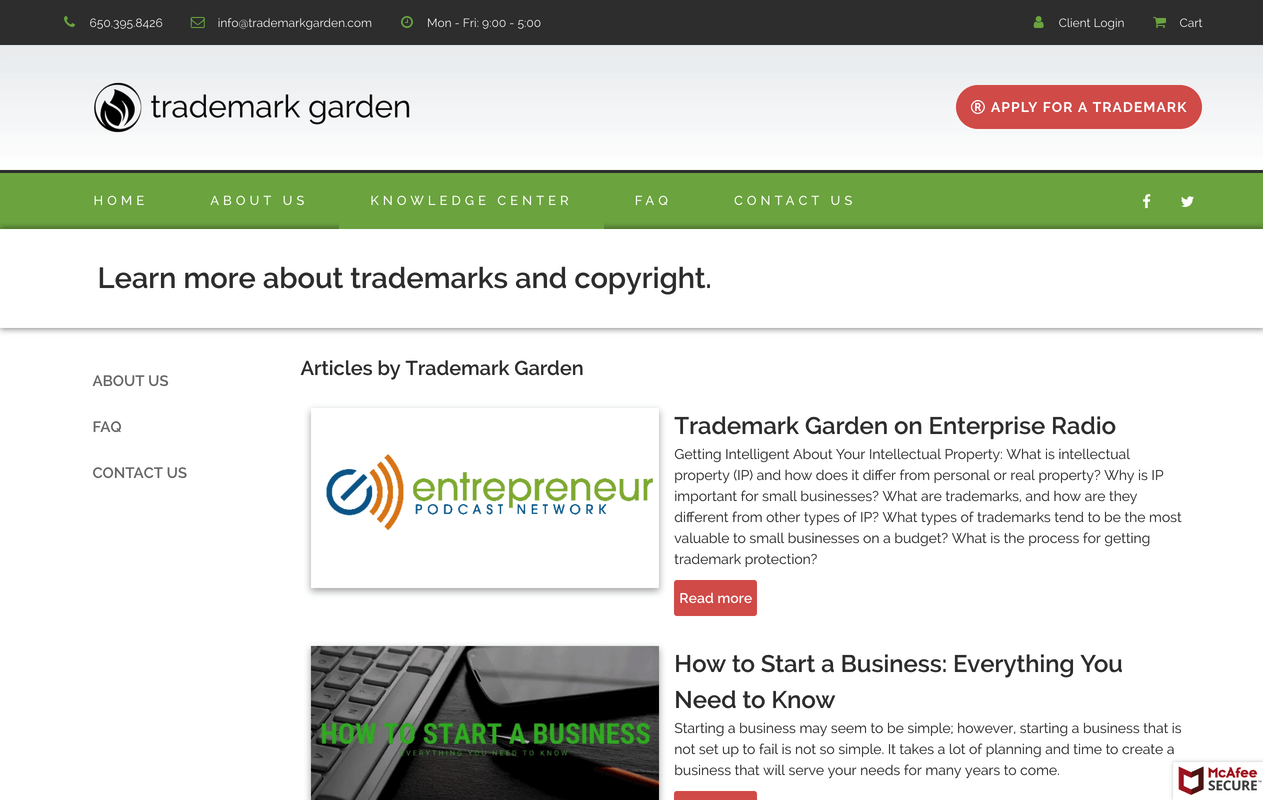 650.395.8426
info@trademarkgarden.com
Mon - Fri: 9:00 - 5:00
Client Login
Cart
trademark garden
® APPLY FOR A TRADEMARK
HOME
ABOUT US
KNOWLEDGE CENTER
FAQ
CONTACT US
Learn more about trademarks and copyright.
ABOUT US
FAQ
CONTACT US
Articles by Trademark Garden
entrepreneur
PODCAST NETWORK
Trademark Garden on Enterprise Radio
Getting Intelligent About Your Intellectual Property: What is intellectual
property (IP) and how does it differ from personal or real property? Why is IP
important for small businesses? What are trademarks, and how are they
different from other types of IP? What types of trademarks tend to be the most
valuable to small businesses on a budget? What is the process for getting
trademark protection?
Read more
HOW TO START A BUSINESS
EVERYTHING YOU NEED TO KNOW
How to Start a Business: Everything You
Need to Know
Starting a business may seem to be simple; however, starting a business that is
not set up to fail is not so simple. It takes a lot of planning and time to create a
business that will serve your needs for many years to come.
McAfee
SECURE™